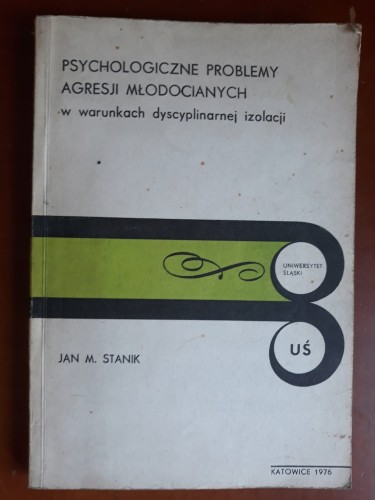 PSYCHOLOGICZNE PROBLEMY
AGRESJI MŁODOCIANYCH
w warunkach dyscyplinarnej izolacji
UNIWERSYTET
ŚLĄSKI
UŚ
JAN M. STANIK
KATOWICE 1976